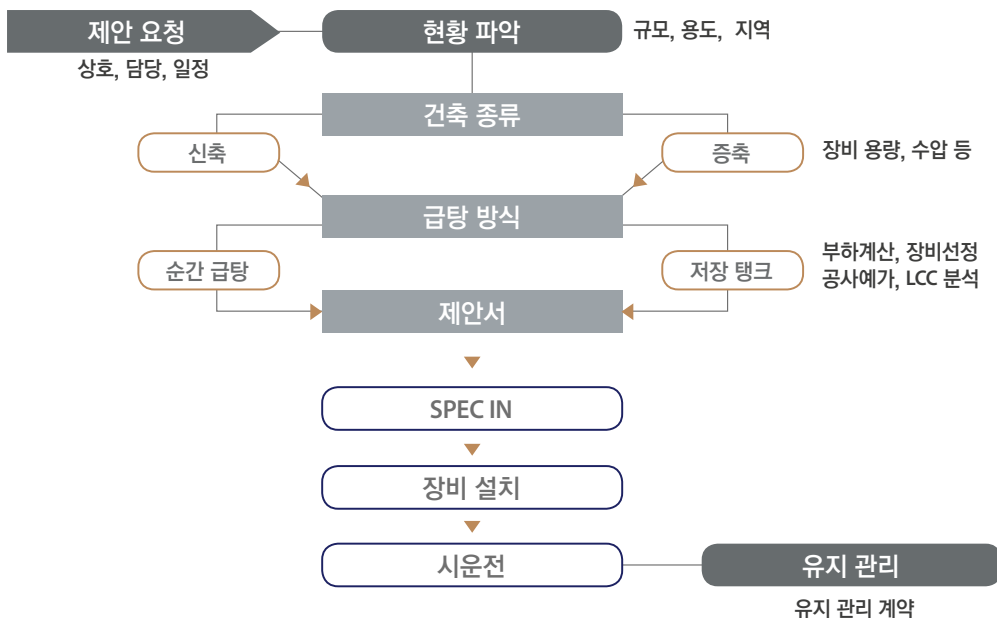 제안 요청
현황 파악
규모, 용도, 지역
상호, 담당, 일정
건축 종류
신축
증축
장비 용량, 수압 등
급탕 방식
순간 급탕
저장 탱크
부하계산, 장비선정
공사예가, LCC 분석
제안서
SPEC IN
장비 설치
시운전
유지 관리
유지 관리 계약